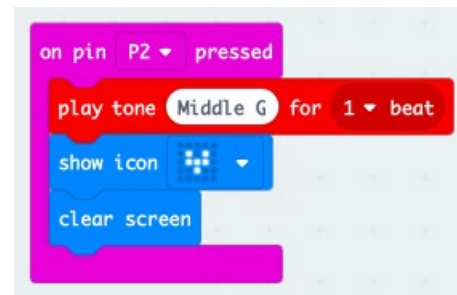 on pin P2 pressed
play tone Middle G for 1 beat
show icon
clear screen